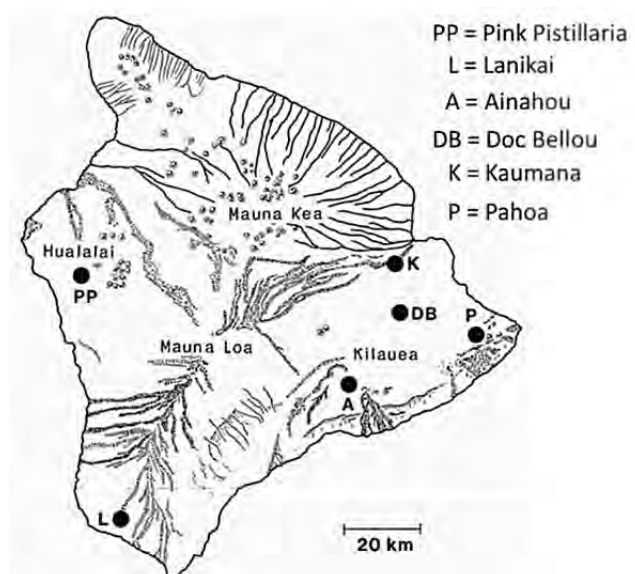 PP = Pink Pistillaria
L = Lanikai
A = Ainahou
DB = Doc Bellou
K = Kaumana
P = Pahoa
Mauna Kea
Hualalai
K
PP
DB
P
Mauna Loa
Kilauea
A
L
20 km